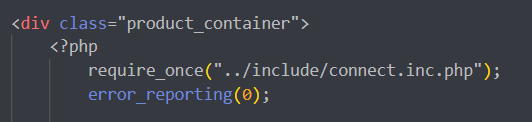 <div class="product_container">
<?php
require_once("../include/connect.inc.php");
error_reporting(0);